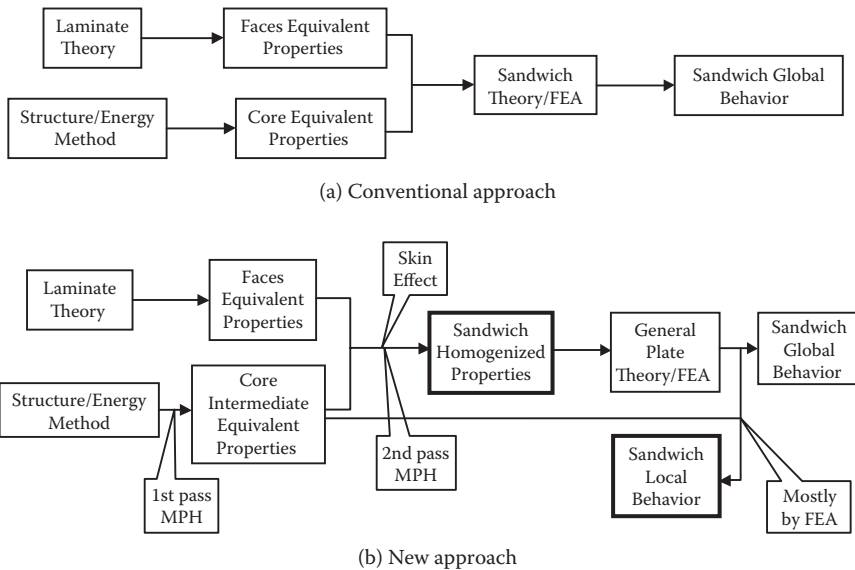 Laminate
Theory
Faces Equivalent
Properties
Structure/Energy
Method
Core Equivalent
Properties
Sandwich
Theory/FEA
Sandwich Global
Behavior
(a) Conventional approach
Laminate
Theory
Faces
Equivalent
Properties
Skin
Effect
Structure/Energy
Method
1st pass
MPH
Core
Intermediate
Equivalent
Properties
2nd pass
MPH
Sandwich
Homogenized
Properties
General
Plate
Theory/FEA
Sandwich
Global
Behavior
Sandwich
Local
Behavior
Mostly
by FEA
(b) New approach